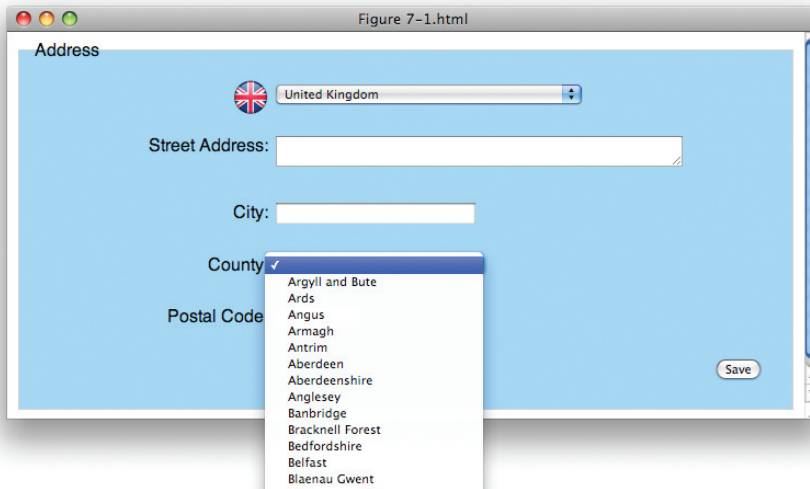 Figure 7-1.html
Address
United Kingdom
Street Address:
City:
County
Argyll and Bute
Ards
Angus
Armagh
Antrim
Aberdeen
Aberdeenshire
Anglesey
Banbridge
Bracknell Forest
Bedfordshire
Belfast
Blaenau Gwent
Postal Code
Save